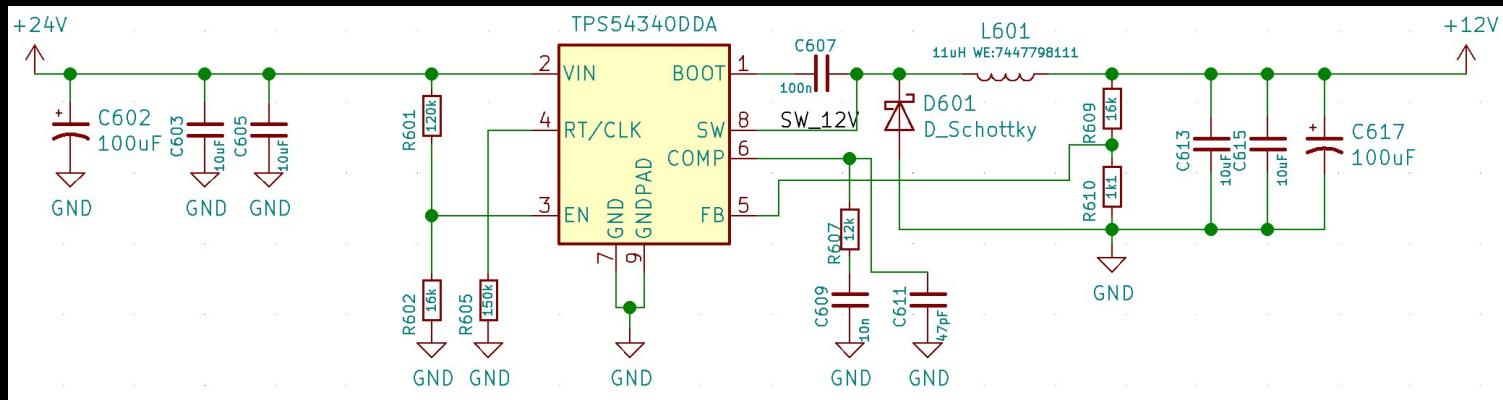 +24V
TPS54340DDA
+12V
L601
11uH WE:7447798111
C607
100n
2
VIN
BOOT
1
C602
100uF
C603
10uF
C605
10uF
R601
120k
4
RT/CLK
SW
8
SW_12V
D601
D_Schottky
R609
16k
COMP
6
C613
10uF
C615
10uF
C617
100uF
R610
1k1
GND
GND
GND
3
EN
GND
GNDPAD
FB
5
7
9
R607
12k
R602
16k
R605
150k
C609
10n
C611
47pF
GND
GND
GND
GND
GND
GND